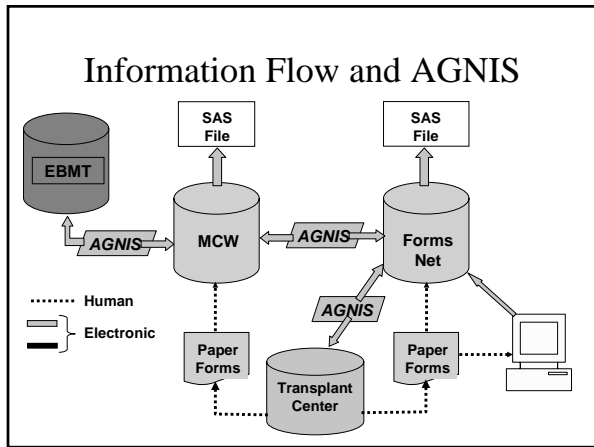 Information Flow and AGNIS
SAS
File
SAS
File
EBMT
AGNIS
MCW
AGNIS
Forms
Net
Human
Electronic
AGNIS
Paper
Forms
Transplant
Center
Paper
Forms